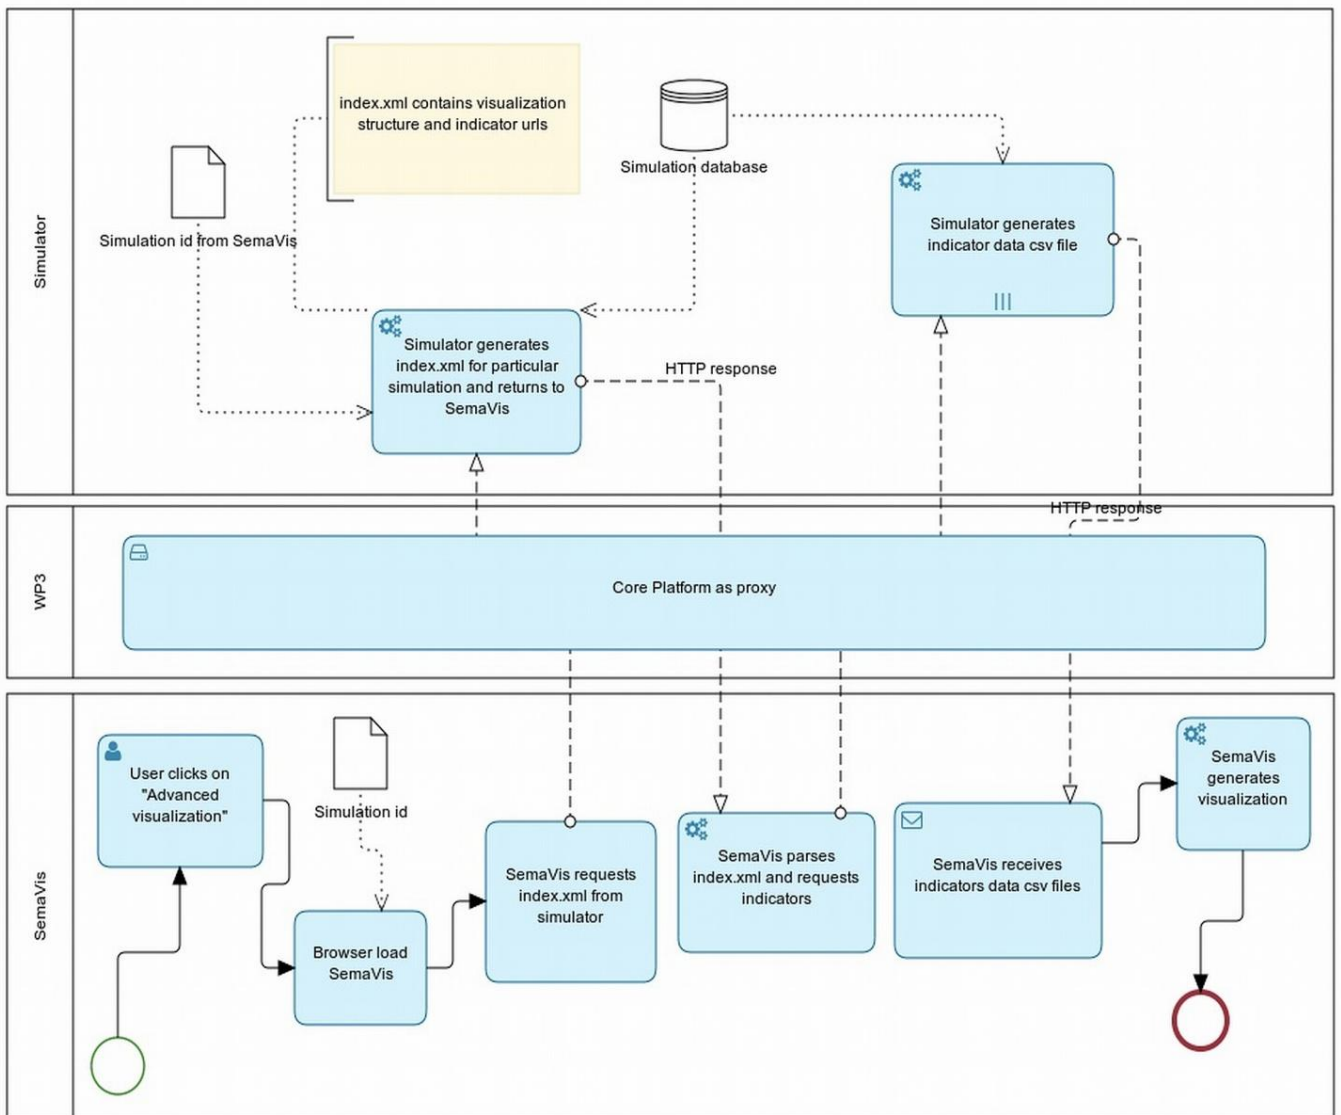 Simulator
index.xml contains visualization
structure and indicator urls
Simulation database
Simulation id from SemaVis
Simulator generates
indicator data csv file
Simulator generates
index.xml for particular
simulation and returns to
SemaVis
HTTP response
HTTP response
WP3
Core Platform as proxy
SemaVis
User clicks on
"Advanced
visualization"
Simulation id
Browser load
SemaVis
SemaVis requests
index.xml from
simulator
SemaVis parses
index.xml and requests
indicators
SemaVis receives
indicators data csv files
SemaVis
generates
visualization